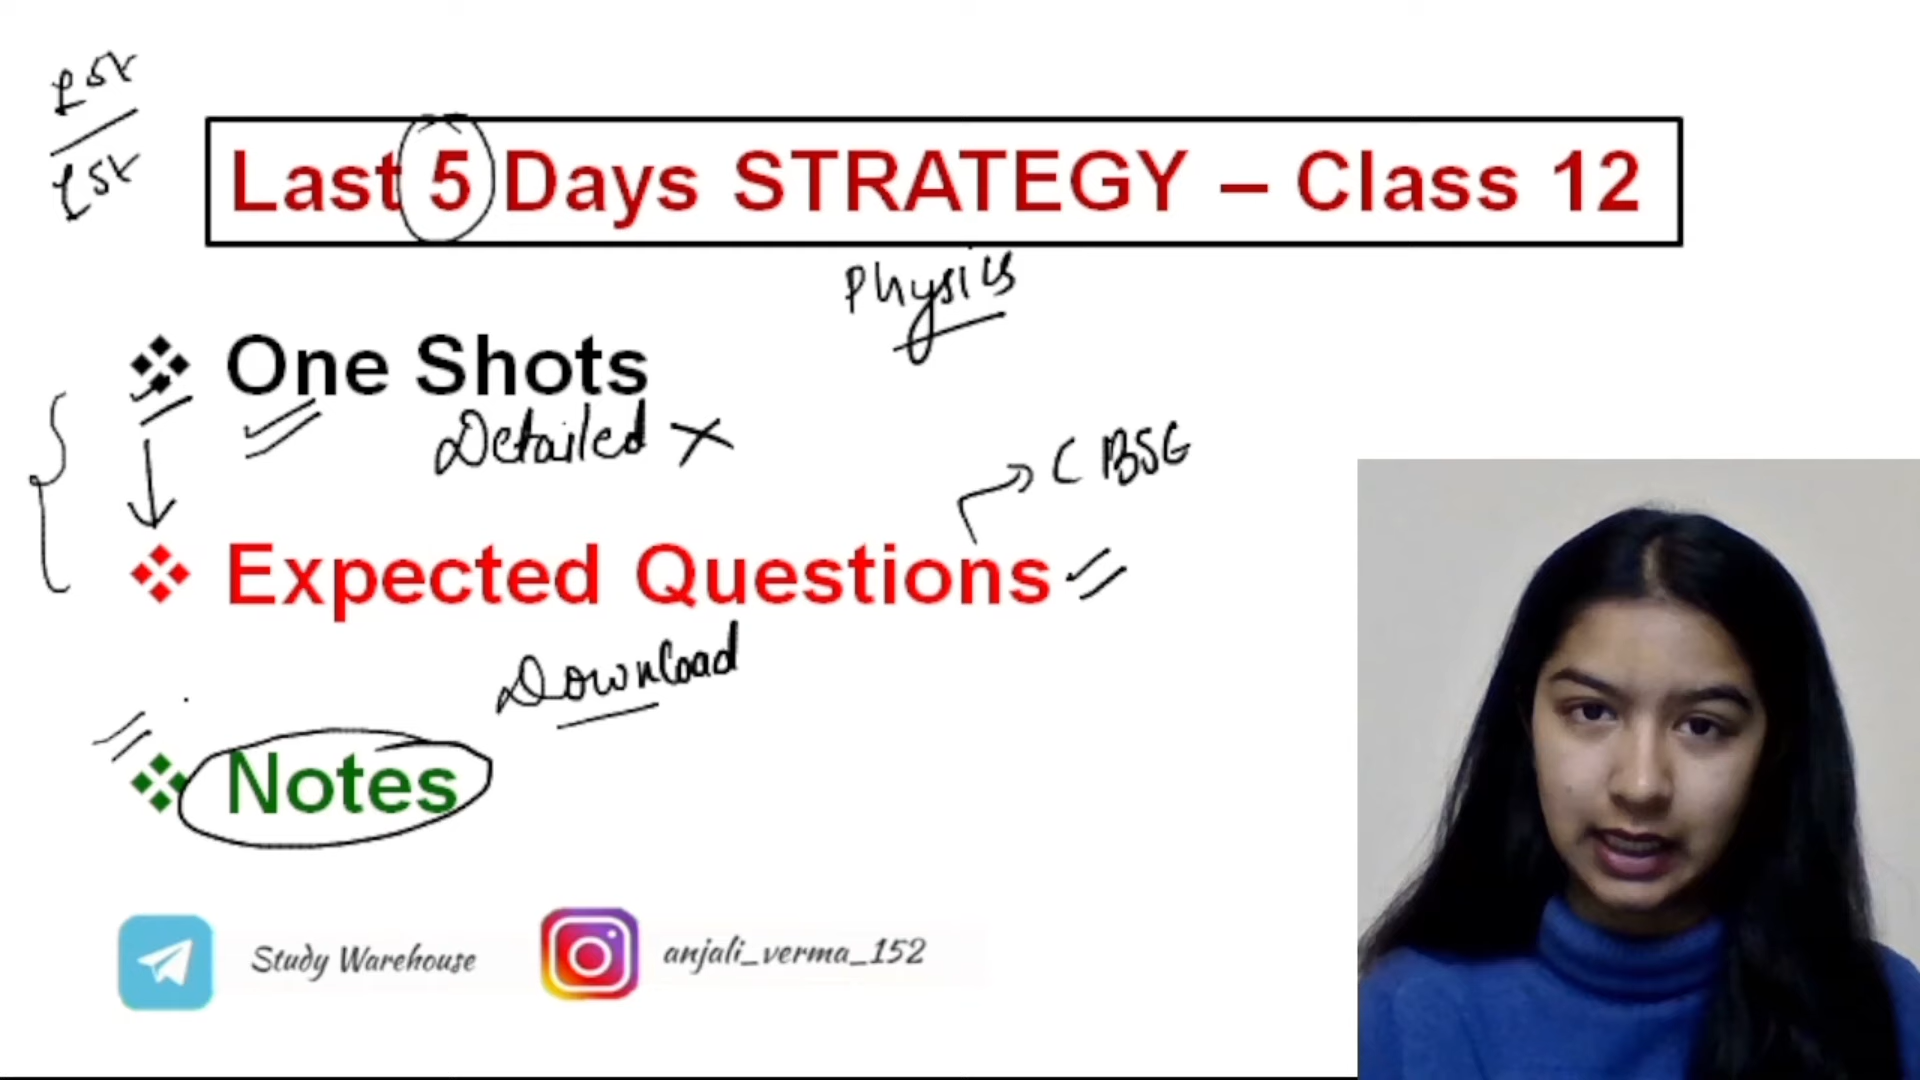 Last 5 Days STRATEGY – Class 12
Physics
One Shots
Detailed
CBSE
Expected Questions
Download
Notes
Study Warehouse
anjali_verma_152